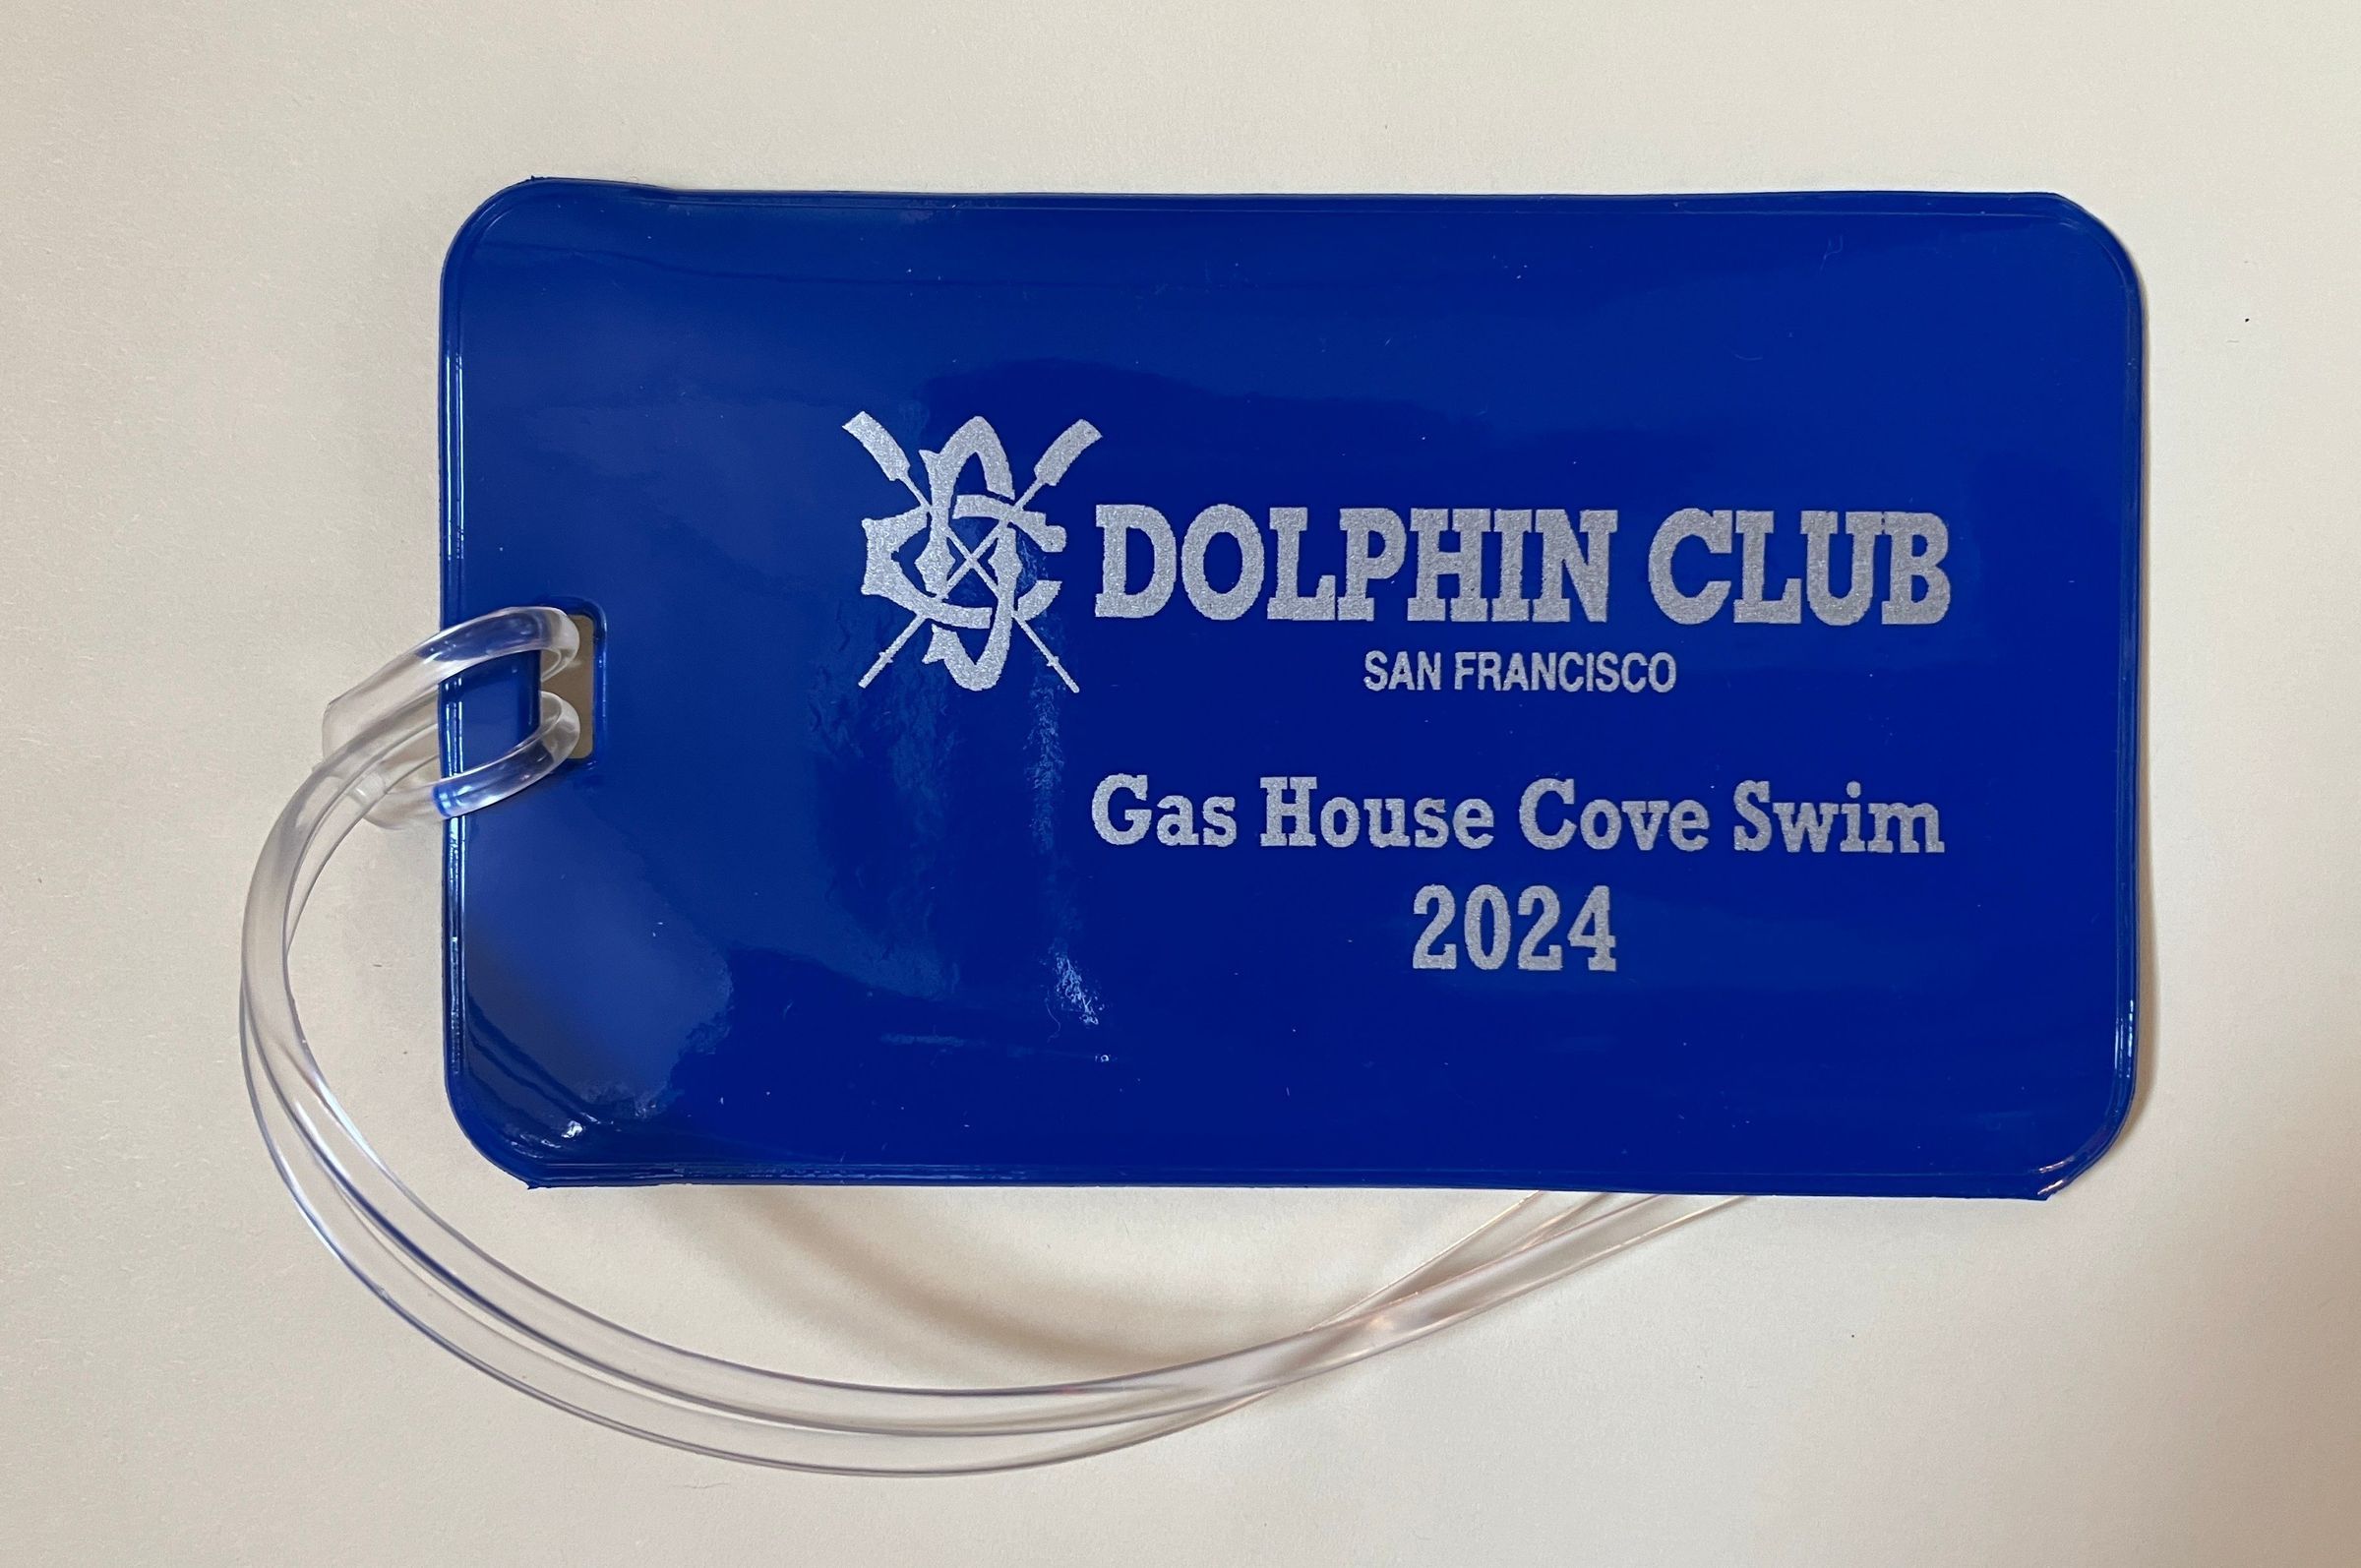 DOLPHIN CLUB
SAN FRANCISCO
Gas House Cove Swim
2024